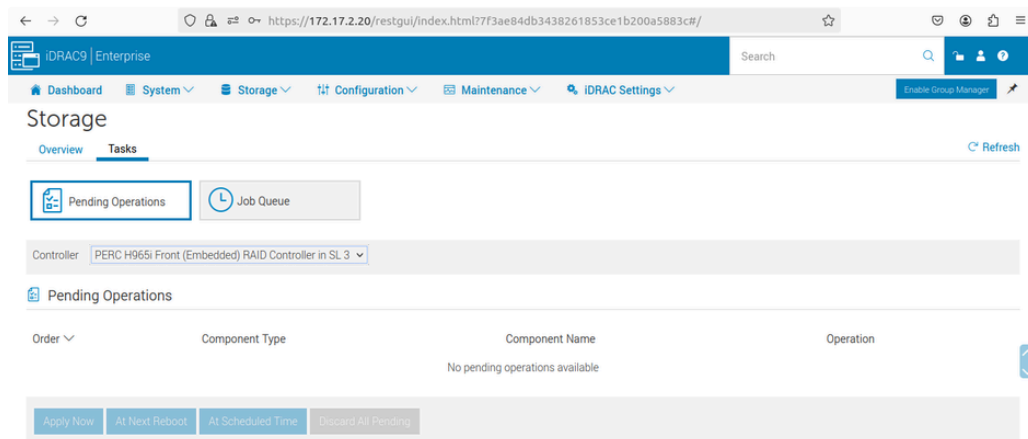 https://172.17.2.20/restgui/index.html?7f3ae84db3438261853ce1b200a5883c#/
iDRAC9 | Enterprise Search
Dashboard System Storage Configuration Maintenance iDRAC Settings Enable Group Manager
Storage
Overview Tasks Refresh
Pending Operations Job Queue
Controller PERC H965i Front (Embedded) RAID Controller in SL 3
Pending Operations
Order Component Type Component Name Operation
No pending operations available
Apply Now At Next Reboot At Scheduled Time Discard All Pending